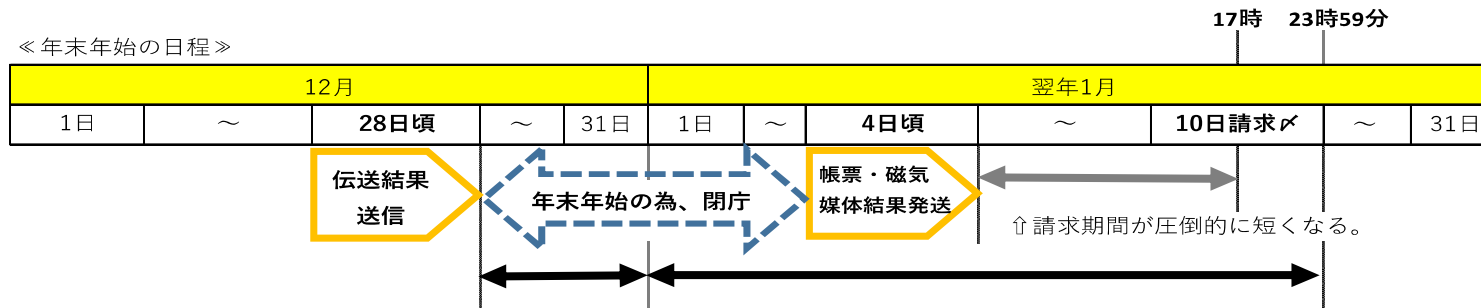 17時 23時59分
≪年末年始の日程≫
12月 翌年1月
1日 ～ 28日頃 ～ 31日 1日 ～ 4日頃 ～ 10日請求〆 ～ 31日
伝送結果
送信
年末年始の為、閉庁
帳票・磁気
媒体結果発送
⇧請求期間が圧倒的に短くなる。